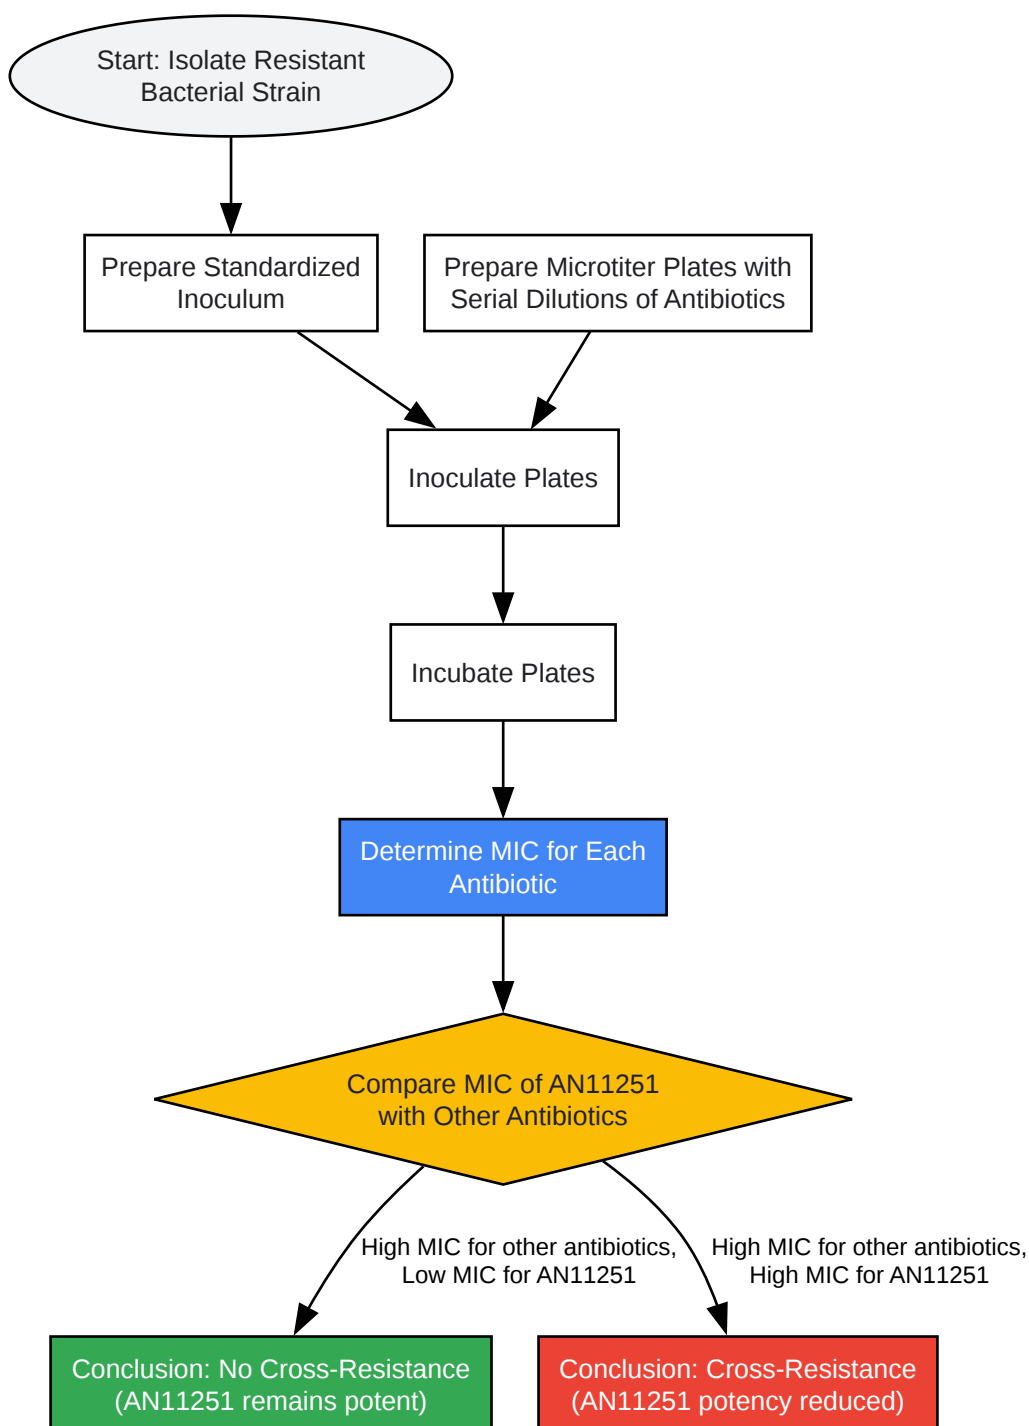 Start: Isolate Resistant
Bacterial Strain
Prepare Standardized
Inoculum
Prepare Microtiter Plates with
Serial Dilutions of Antibiotics
Inoculate Plates
Incubate Plates
Determine MIC for Each
Antibiotic
Compare MIC of AN11251
with Other Antibiotics
High MIC for other antibiotics,
Low MIC for AN11251
High MIC for other antibiotics,
High MIC for AN11251
Conclusion: No Cross-Resistance
(AN11251 remains potent)
Conclusion: Cross-Resistance
(AN11251 potency reduced)